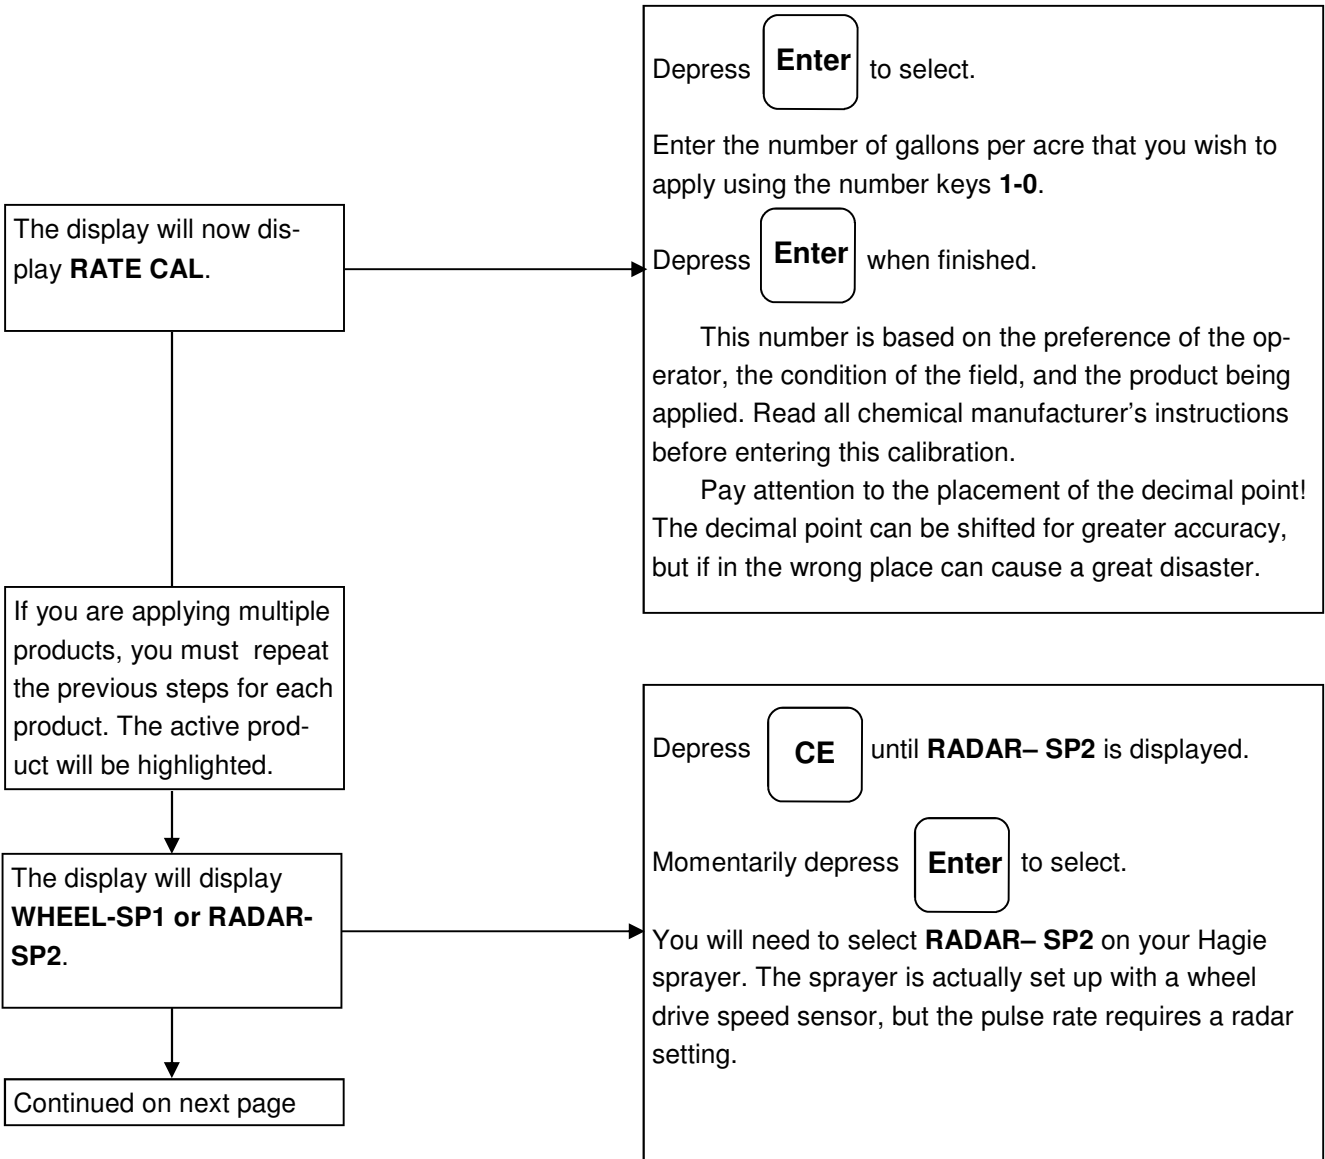 The display will now dis-
play RATE CAL.
Depress Enter to select.
Enter the number of gallons per acre that you wish to
apply using the number keys 1-0.
Depress Enter when finished.
This number is based on the preference of the op-
erator, the condition of the field, and the product being
applied. Read all chemical manufacturer’s instructions
before entering this calibration.
Pay attention to the placement of the decimal point!
The decimal point can be shifted for greater accuracy,
but if in the wrong place can cause a great disaster.
If you are applying multiple
products, you must  repeat
the previous steps for each
product. The active prod-
uct will be highlighted.
The display will display
WHEEL-SP1 or RADAR-
SP2.
Depress CE until RADAR– SP2 is displayed.
Momentarily depress Enter to select.
You will need to select RADAR– SP2 on your Hagie
sprayer. The sprayer is actually set up with a wheel
drive speed sensor, but the pulse rate requires a radar
setting.
Continued on next page